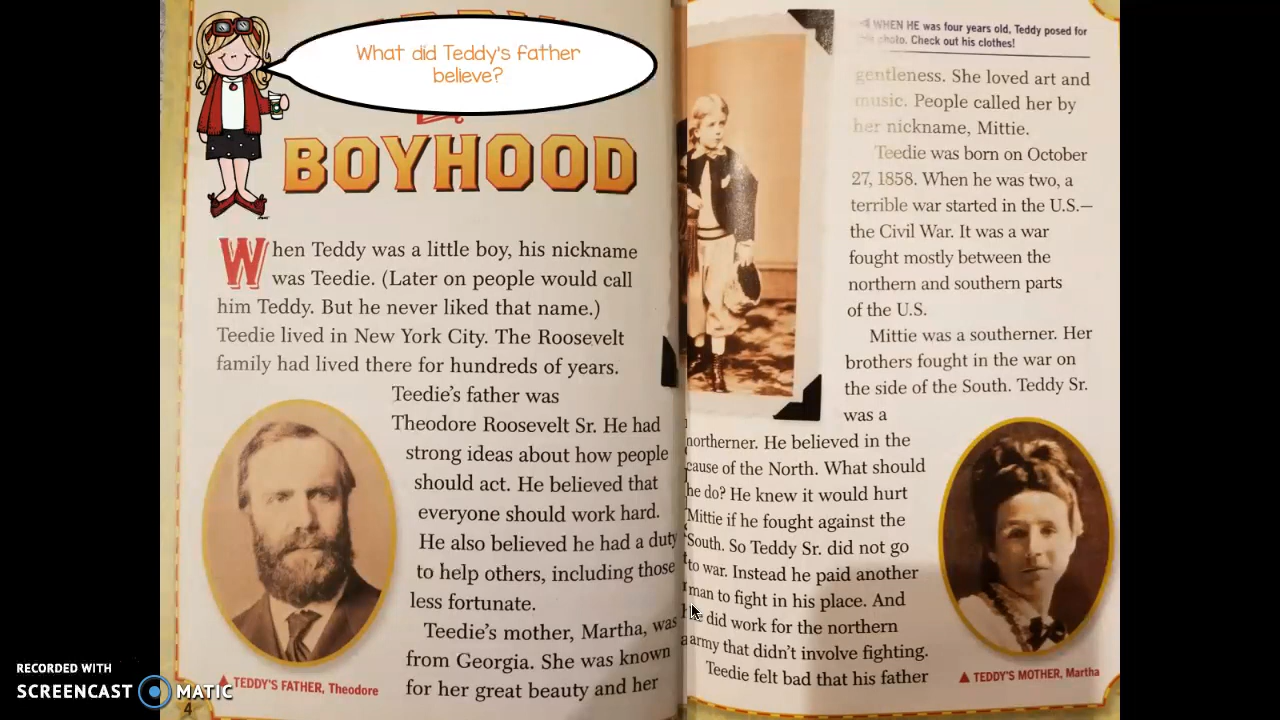 What did Teddy's father
believe?
BOYHOOD
When Teddy was a little boy, his nickname
was Teedie. (Later on people would call
him Teddy. But he never liked that name.)
Teedie lived in New York City. The Roosevelt
family had lived there for hundreds of years.
Teedie's father was
Theodore Roosevelt Sr. He had
strong ideas about how people
should act. He believed that
everyone should work hard.
He also believed he had a duty
to help others, including those
less fortunate.
Teedie's mother, Martha, was
from Georgia. She was known
for her great beauty and her
▲ TEDDY'S FATHER, Theodore
4
WHEN HE was four years old, Teddy posed for
photo. Check out his clothes!
gentleness. She loved art and
music. People called her by
her nickname, Mittie.
Teedie was born on October
27, 1858. When he was two, a
terrible war started in the U.S.—
the Civil War. It was a war
fought mostly between the
northern and southern parts
of the U.S.
Mittie was a southerner. Her
brothers fought in the war on
the side of the South. Teddy Sr.
was a
northerner. He believed in the
cause of the North. What should
he do? He knew it would hurt
Mittie if he fought against the
South. So Teddy Sr. did not go
to war. Instead he paid another
man to fight in his place. And
he did work for the northern
army that didn't involve fighting.
Teedie felt bad that his father
▲ TEDDY'S MOTHER, Martha
RECORDED WITH
SCREENCAST MATIC